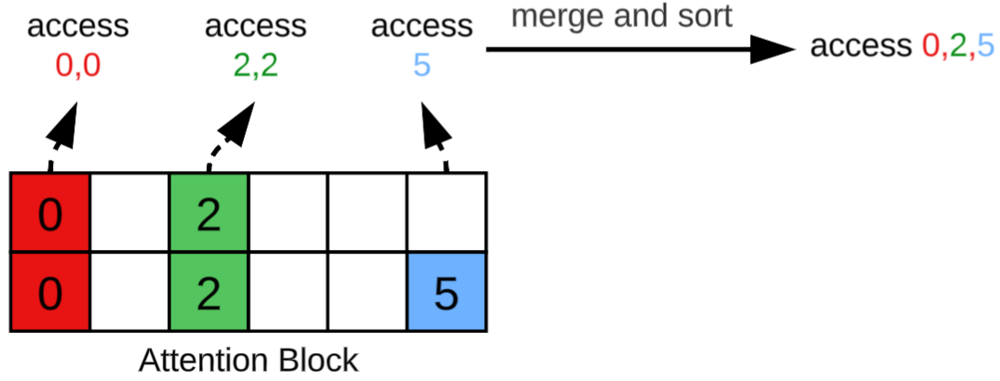 access
0,0
access
2,2
access
5
merge and sort
access 0,2,5
0 2
0 2 5
Attention Block